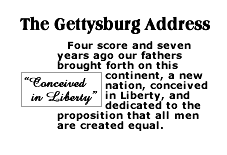 The Gettysburg Address
Four score and seven
years ago our fathers
brought forth on this
continent, a new
nation, conceived
in Liberty, and
dedicated to the
proposition that all men
are created equal.
“Conceived
in Liberty”